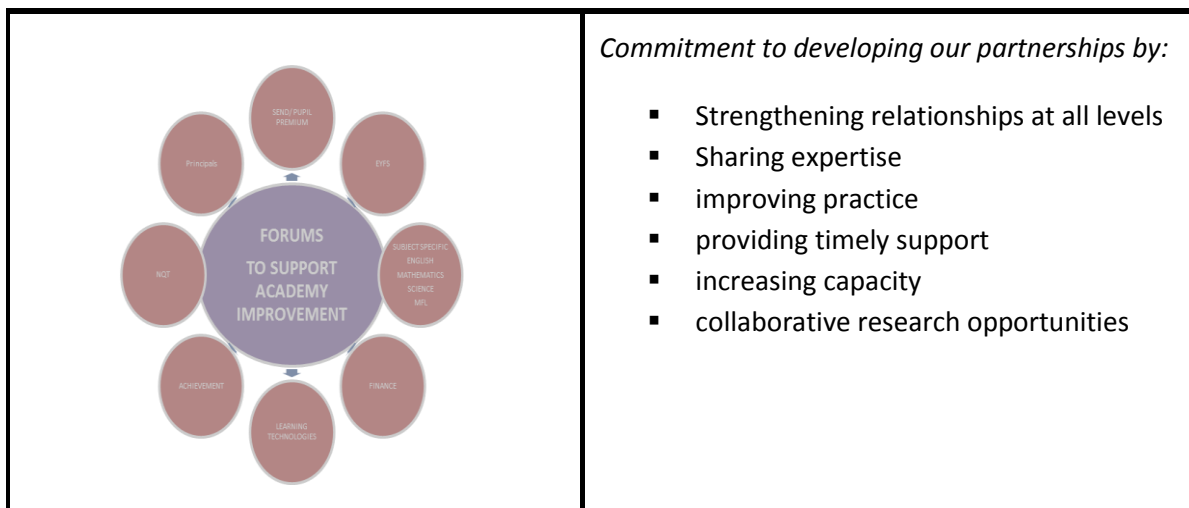 SEND/ PUPIL
PREMIUM
EYFS
SUBJECT SPECIFIC
ENGLISH
MATHEMATICS
SCIENCE
MFL
FINANCE
LEARNING
TECHNOLOGIES
ACHIEVEMENT
NQT
Principals
FORUMS
TO SUPPORT
ACADEMY
IMPROVEMENT
Commitment to developing our partnerships by:
▪ Strengthening relationships at all levels
▪ Sharing expertise
▪ improving practice
▪ providing timely support
▪ increasing capacity
▪ collaborative research opportunities